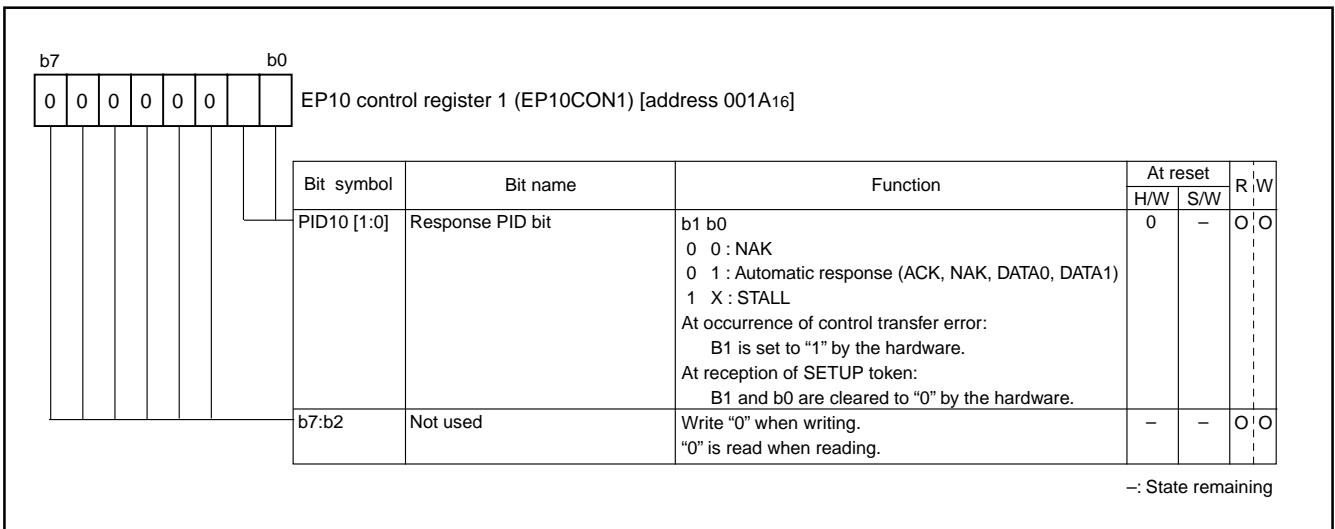 b7 b0
0 0 0 0 0 0
EP10 control register 1 (EP10CON1) [address 001A16]
Bit symbol Bit name Function At reset R W
H/W S/W
PID10 [1:0] Response PID bit b1 b0 0 – O O
0 0 : NAK
0 1 : Automatic response (ACK, NAK, DATA0, DATA1)
1 X : STALL
At occurrence of control transfer error:
B1 is set to “1” by the hardware.
At reception of SETUP token:
B1 and b0 are cleared to “0” by the hardware.
b7:b2 Not used Write “0” when writing. – – O O
“0” is read when reading.
–: State remaining